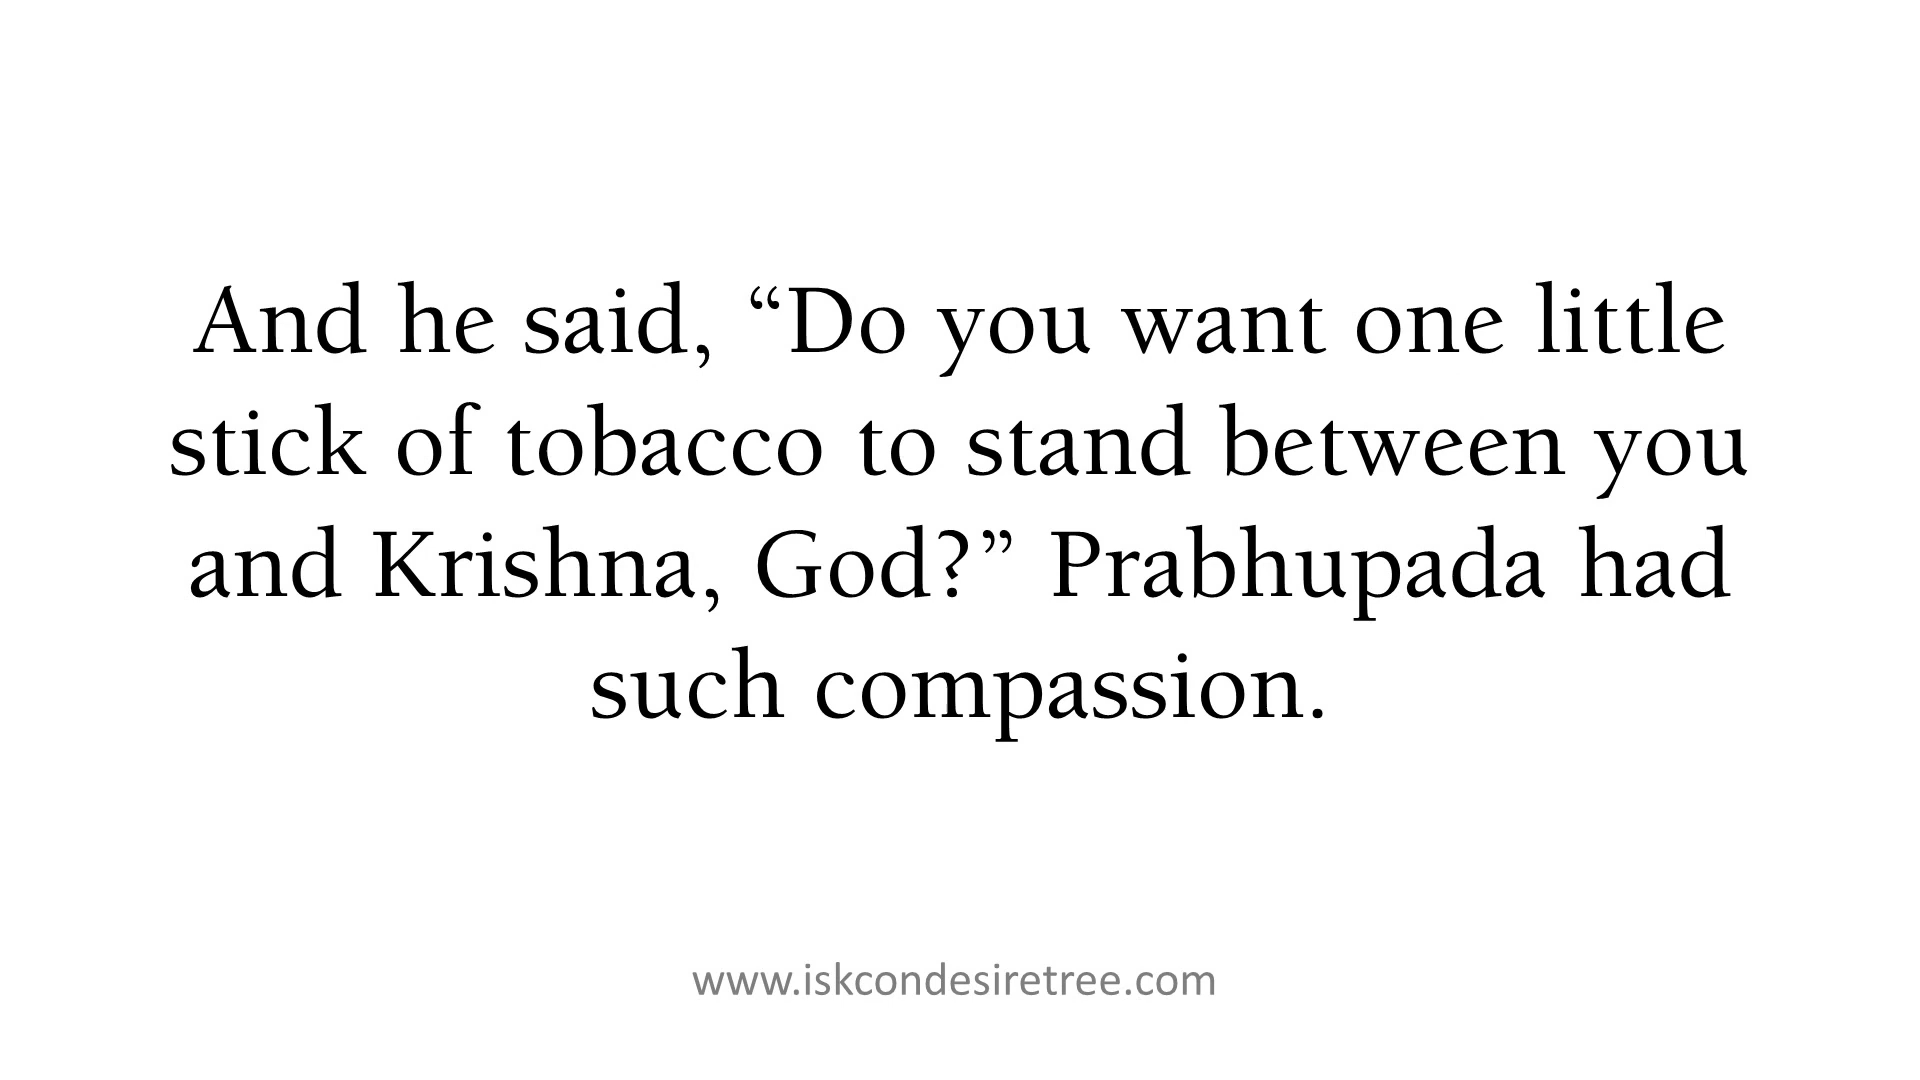 And he said, “Do you want one little
stick of tobacco to stand between you
and Krishna, God?” Prabhupada had
such compassion.
www.iskcondesiretree.com